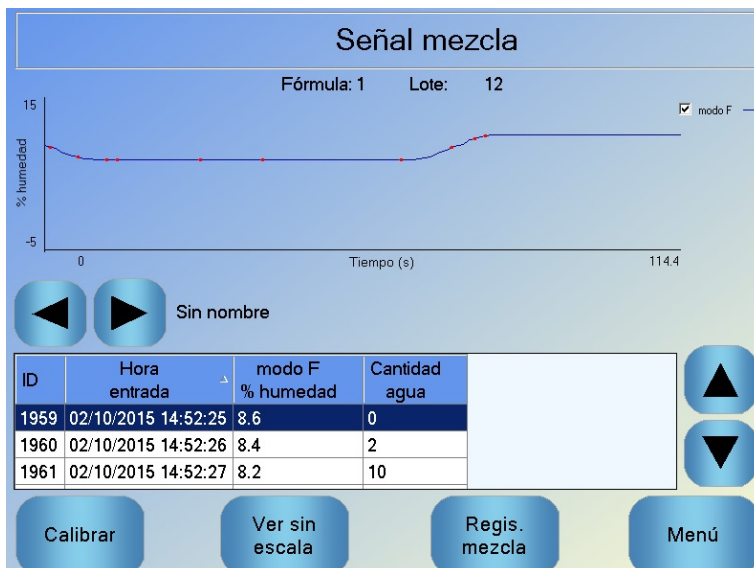 Señal mezcla
Fórmula: 1 Lote: 12
15
modo F
% humedad
-5
0 Tiempo (s) 114.4
Sin nombre
ID Hora entrada modo F % humedad Cantidad agua
1959 02/10/2015 14:52:25 8.6 0
1960 02/10/2015 14:52:26 8.4 2
1961 02/10/2015 14:52:27 8.2 10
Calibrar Ver sin escala Regis. mezcla Menú